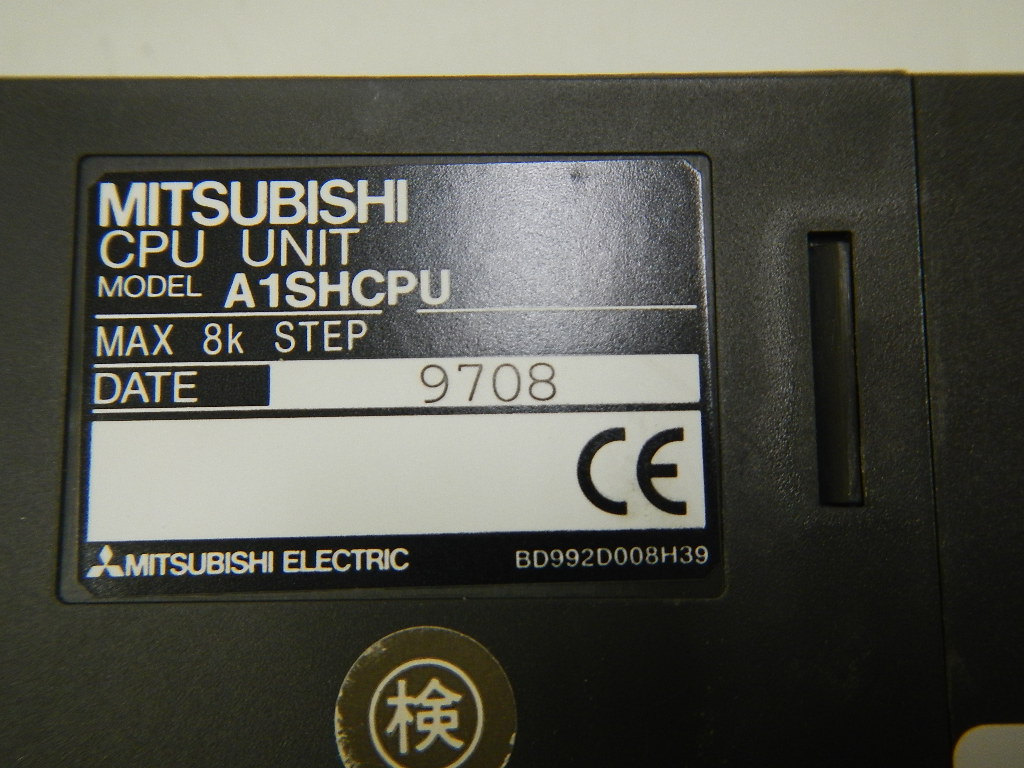 MITSUBISHI
CPU UNIT
MODEL A1SHCPU
MAX 8k STEP
DATE 9708
CE
MITSUBISHI ELECTRIC BD992D008H39
検